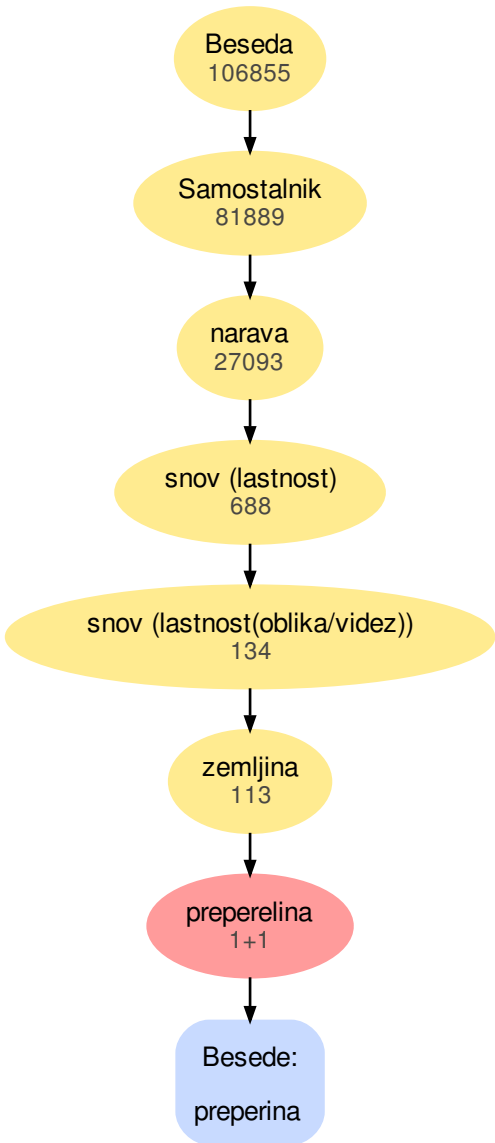 Beseda
106855
Samostalnik
81889
narava
27093
snov (lastnost)
688
snov (lastnost(oblika/videz))
134
zemljina
113
preperelina
1+1
Besede:
preperina